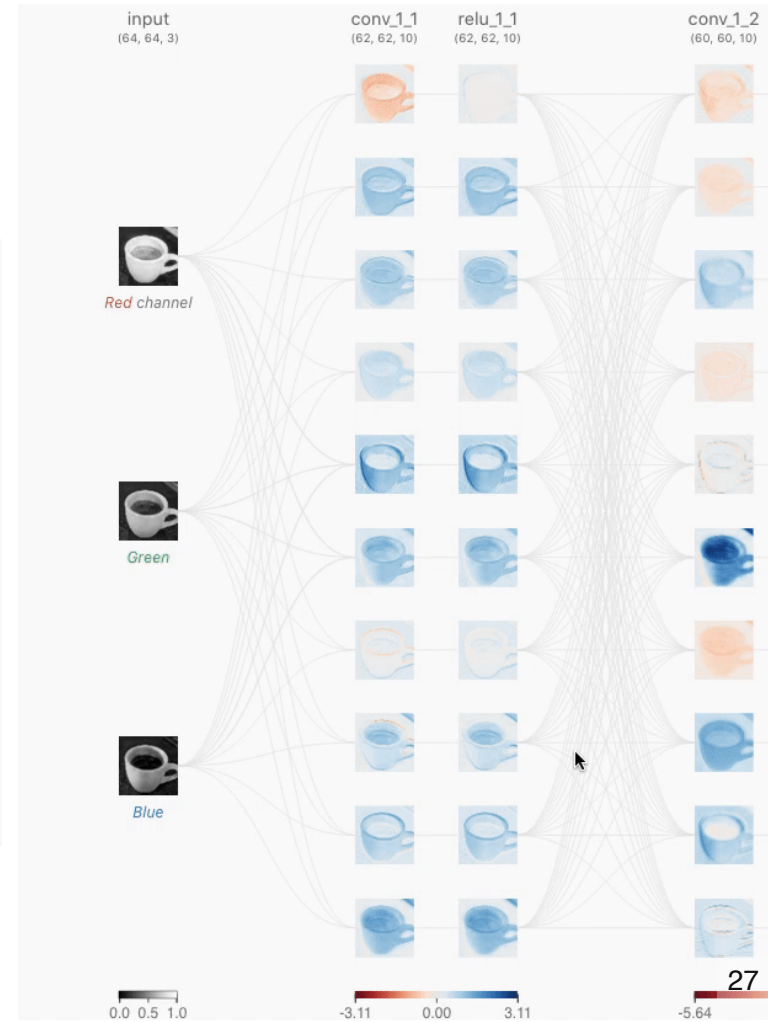 input
(64, 64, 3)
conv_1_1
(62, 62, 10)
relu_1_1
(62, 62, 10)
conv_1_2
(60, 60, 10)
Red channel
Green
Blue
0.0 0.5 1.0
-3.11 0.00 3.11
-5.64
27